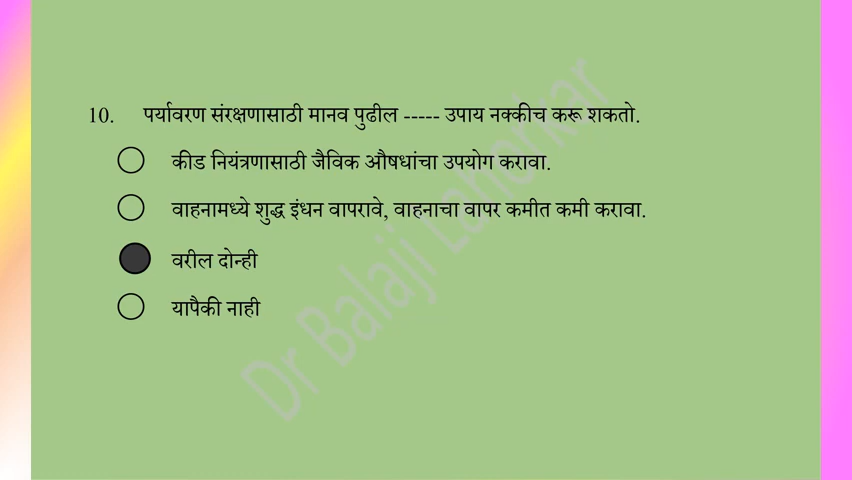 10. पर्यावरण संरक्षणासाठी मानव पुढील ----- उपाय नक्कीच करू शकतो.
कीड नियंत्रणासाठी जैविक औषधांचा उपयोग करावा.
वाहनामध्ये शुद्ध इंधन वापरावे, वाहनाचा वापर कमीत कमी करावा.
वरील दोन्ही
यापैकी नाही
Dr Balaji Lahorkar